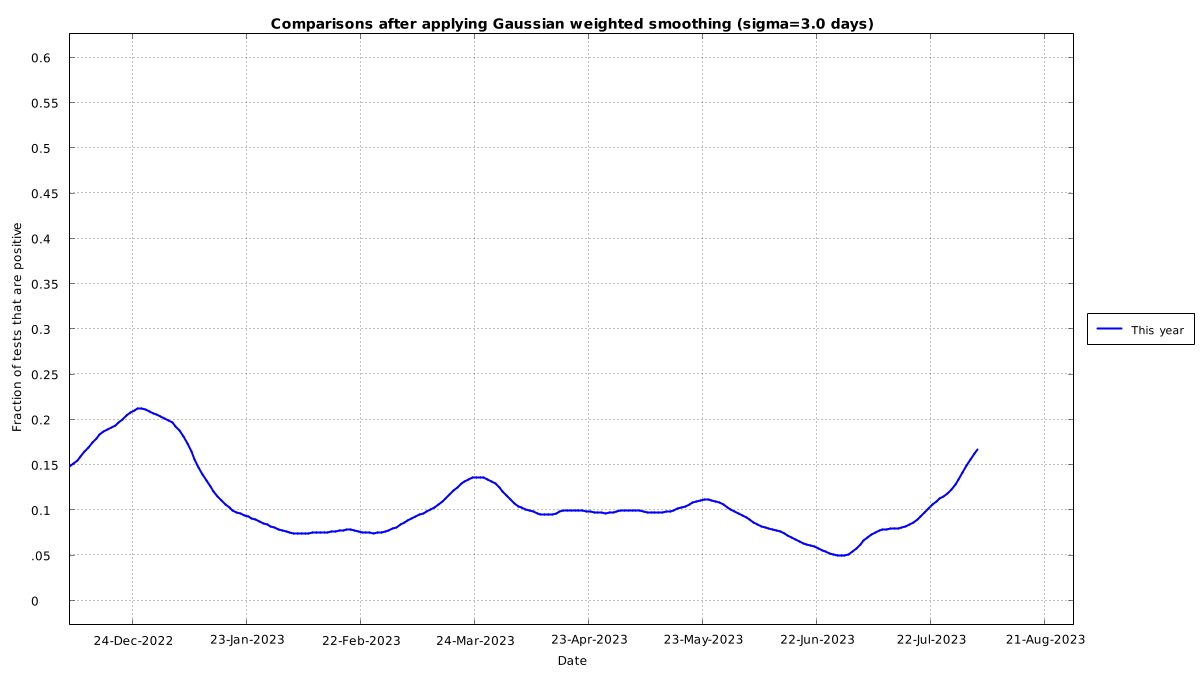 Comparisons after applying Gaussian weighted smoothing (sigma=3.0 days)
Fraction of tests that are positive
0.6
0.55
0.5
0.45
0.4
0.35
0.3
0.25
0.2
0.15
0.1
.05
0
24-Dec-2022 23-Jan-2023 22-Feb-2023 24-Mar-2023 23-Apr-2023 23-May-2023 22-Jun-2023 22-Jul-2023 21-Aug-2023
Date
This year